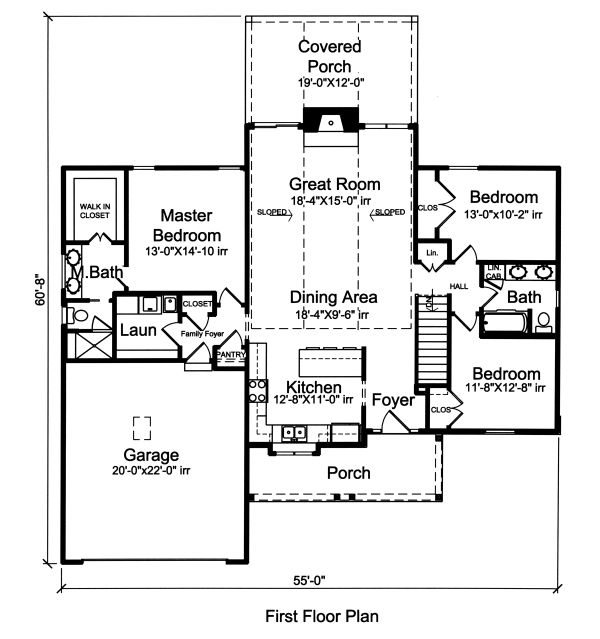 Covered
Porch
19'-0"X12'-0"
Great Room
18'-4"X15'-0" irr
SLOPED
SLOPED
WALK IN
CLOSET
Master
Bedroom
13'-0"X14'-10 irr
Bath
CLOS
Bedroom
13'-0"x10'-2" irr
Lin.
LIN.
CAB.
HALL
Bath
Dining Area
18'-4"X9'-6" irr
DN
CLOSET
Laun
Family Foyer
PANTRY
Kitchen
12'-8"X11'-0" irr
Foyer
CLOS
Bedroom
11'-8"X12'-8" irr
Garage
20'-0"x22'-0" irr
Porch
60'-8"
55'-0"
First Floor Plan